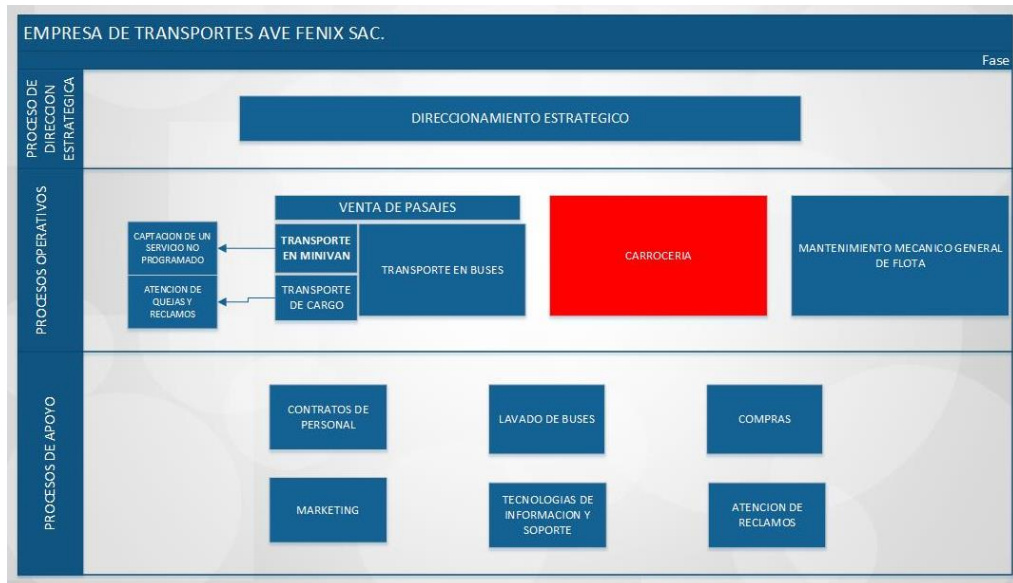 EMPRESA DE TRANSPORTES AVE FENIX SAC.
Fase
PROCESO DE
DIRECCION
ESTRATEGICA
DIRECCIONAMIENTO ESTRATEGICO
PROCESOS OPERATIVOS
VENTA DE PASAJES
CAPTACION DE UN
SERVICIO NO
PROGRAMADO
TRANSPORTE
EN MINIVAN
TRANSPORTE EN BUSES
ATENCION DE
QUEJAS Y
RECLAMOS
TRANSPORTE
DE CARGO
CARROCERIA
MANTENIMIENTO MECANICO GENERAL
DE FLOTA
PROCESOS DE APOYO
CONTRATOS DE
PERSONAL
LAVADO DE BUSES
COMPRAS
MARKETING
TECNOLOGIAS DE
INFORMACION Y
SOPORTE
ATENCION DE
RECLAMOS